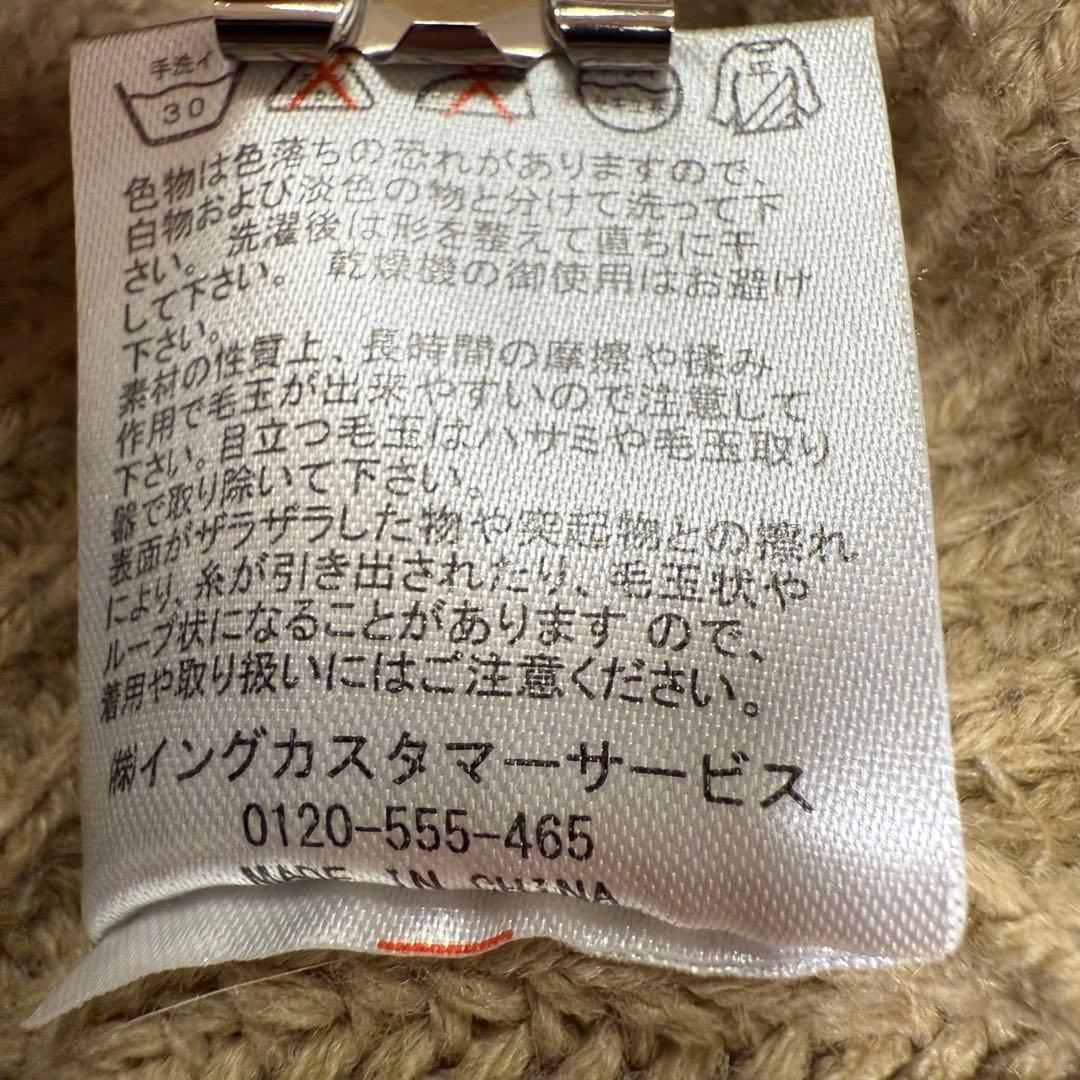 手洗イ
30
平
色物は色落ちの恐れがありますので、
白物および淡色の物と分けて洗って下
さい。洗濯後は形を整えて直ちに干
して下さい。乾燥機の御使用はお避け
下さい。
素材の性質上、長時間の摩擦や揉み
作用で毛玉が出来やすいので注意して
下さい。目立つ毛玉はハサミや毛玉取り
器で取り除いて下さい。
表面がザラザラした物や突起物との擦れ
により、糸が引き出されたり、毛玉状や
ループ状になることがありますので、
着用や取り扱いにはご注意ください。
㈱イングカスタマーサービス
0120-555-465
MADE IN CHINA